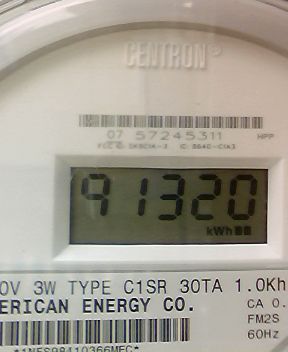 CENTRON®
07 57245311 HPP
91320
kWh
0V 3W TYPE C1SR 30TA 1.0Kh
ERICAN ENERGY CO. CA 0.
FM2S
60Hz